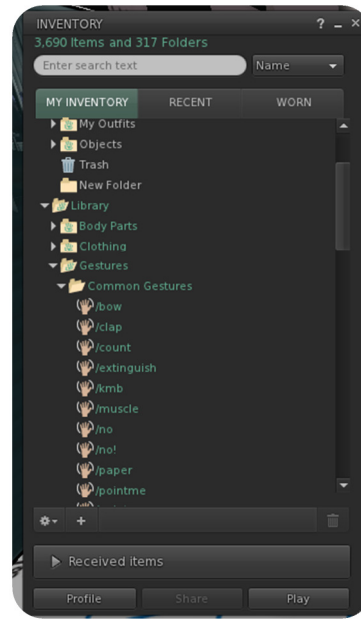 INVENTORY ? _ ×
3,690 Items and 317 Folders
Enter search text Name
MY INVENTORY RECENT WORN
My Outfits
Objects
Trash
New Folder
Library
Body Parts
Clothing
Gestures
Common Gestures
/bow
/clap
/count
/extinguish
/kmb
/muscle
/no
/no!
/paper
/pointme
+
Received items
Profile Share Play